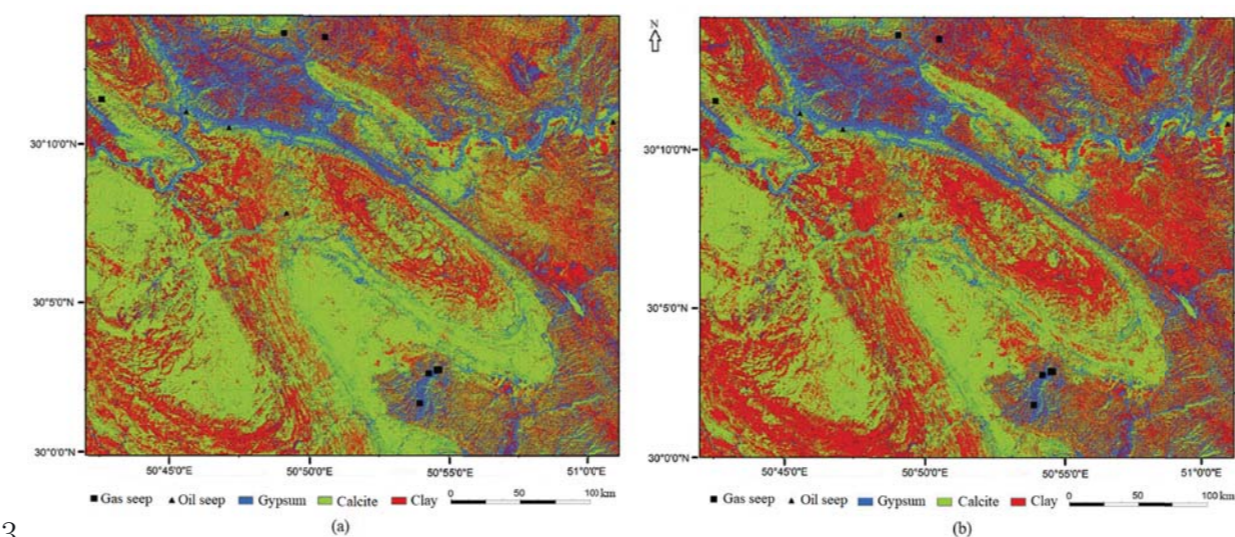 N
30°10'0"N
30°5'0"N
30°0'0"N
50°45'0"E 50°50'0"E 50°55'0"E 51°0'0"E
Gas seep Oil seep Gypsum Calcite Clay 0 50 100 km
(a)
30°10'0"N
30°5'0"N
30°0'0"N
50°45'0"E 50°50'0"E 50°55'0"E 51°0'0"E
Gas seep Oil seep Gypsum Calcite Clay 0 50 100 km
(b)
3